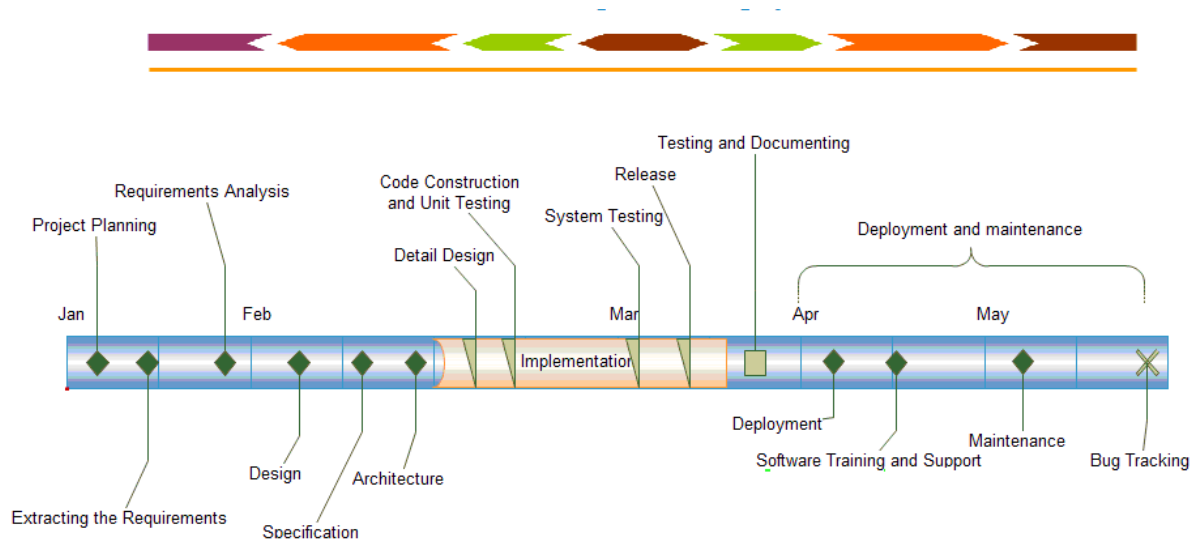 Testing and Documenting
Release
Code Construction
and Unit Testing
Requirements Analysis
System Testing
Project Planning
Deployment and maintenance
Detail Design
Jan
Feb
Mar
Apr
May
Implementation
Deployment
Maintenance
Software Training and Support
Bug Tracking
Design
Architecture
Extracting the Requirements
Specification